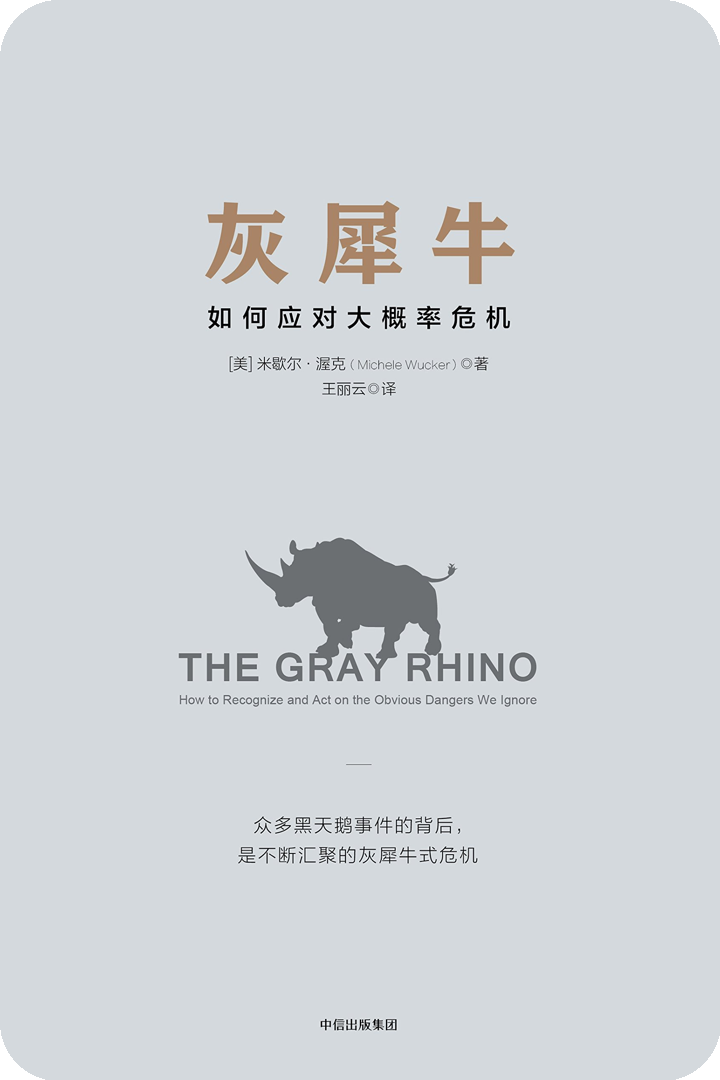 灰犀牛
如何应对大概率危机
[美] 米歇尔·渥克（Michele Wucker）◎著
王丽云◎译
THE GRAY RHINO
How to Recognize and Act on the Obvious Dangers We Ignore
众多黑天鹅事件的背后，
是不断汇聚的灰犀牛式危机
中信出版集团